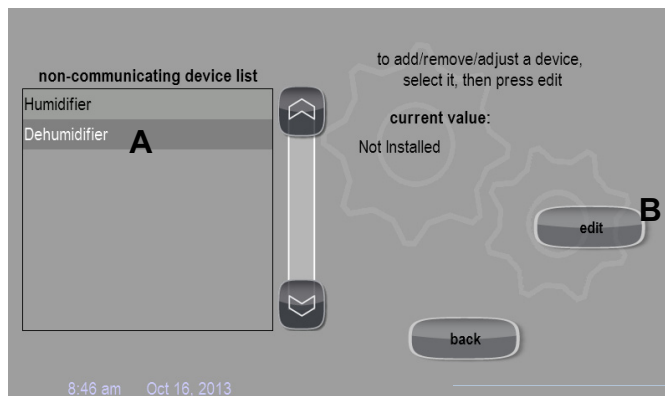 non-communicating device list
Humidifier
Dehumidifier
A
to add/remove/adjust a device,
select it, then press edit
current value:
Not Installed
B
edit
back
8:46 am Oct 16, 2013